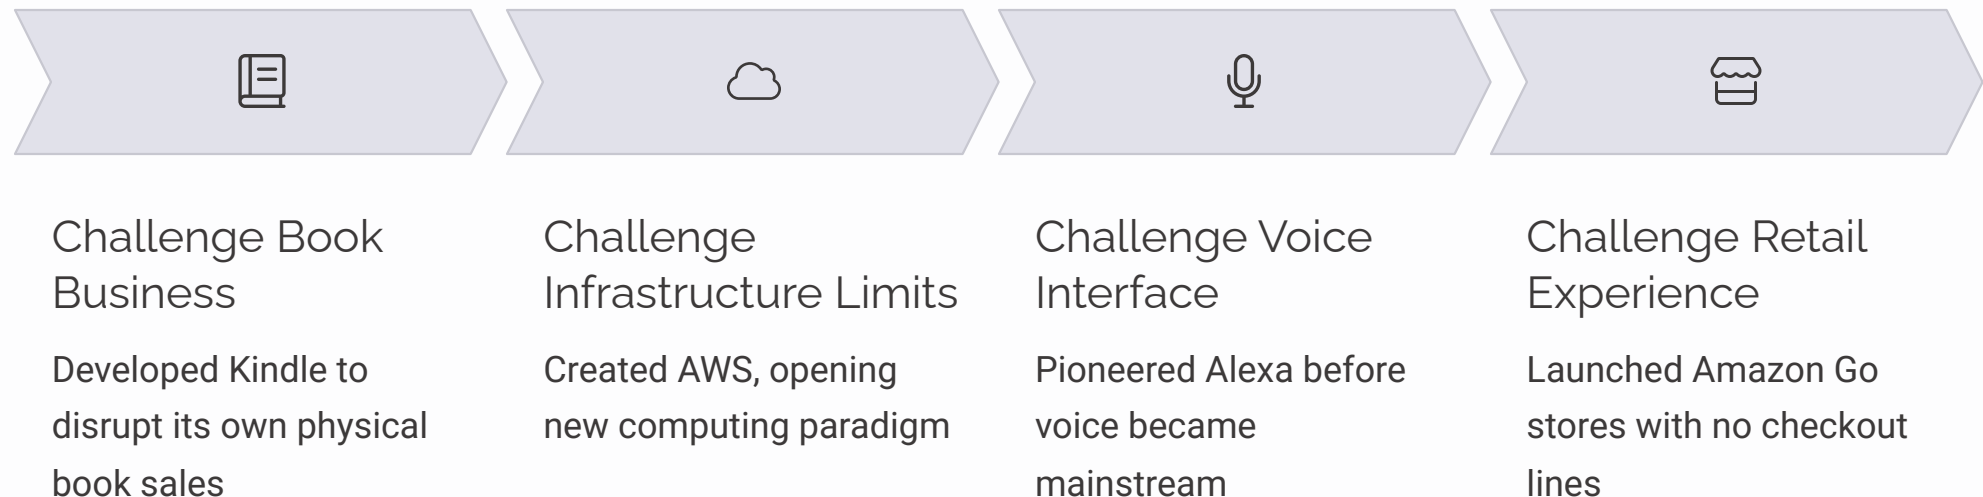 Challenge Book
Business
Developed Kindle to
disrupt its own physical
book sales
Challenge
Infrastructure Limits
Created AWS, opening
new computing paradigm
Challenge Voice
Interface
Pioneered Alexa before
voice became
mainstream
Challenge Retail
Experience
Launched Amazon Go
stores with no checkout
lines